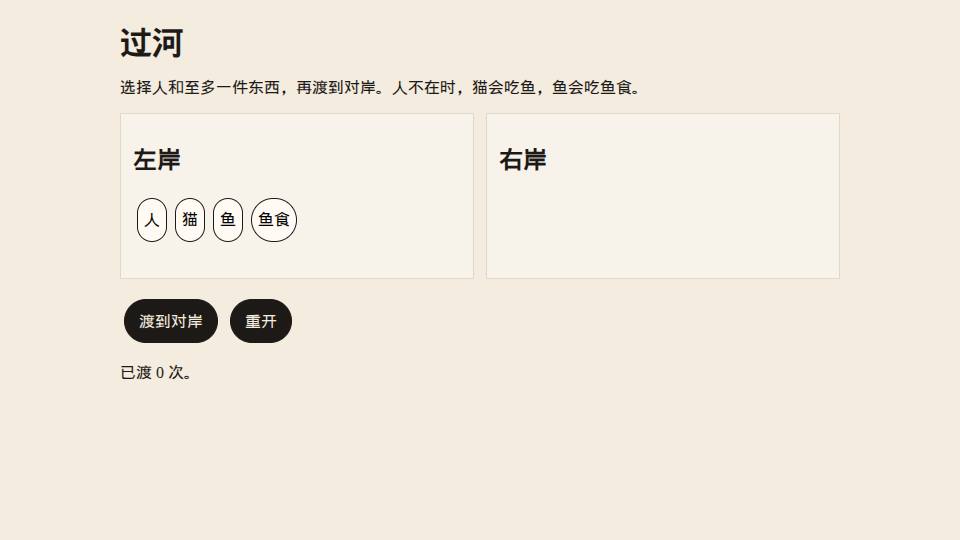 过河
选择人和至多一件东西，再渡到对岸。人不在时，猫会吃鱼，鱼会吃鱼食。
左岸
人 猫 鱼 鱼食
右岸
渡到对岸 重开
已渡 0 次。